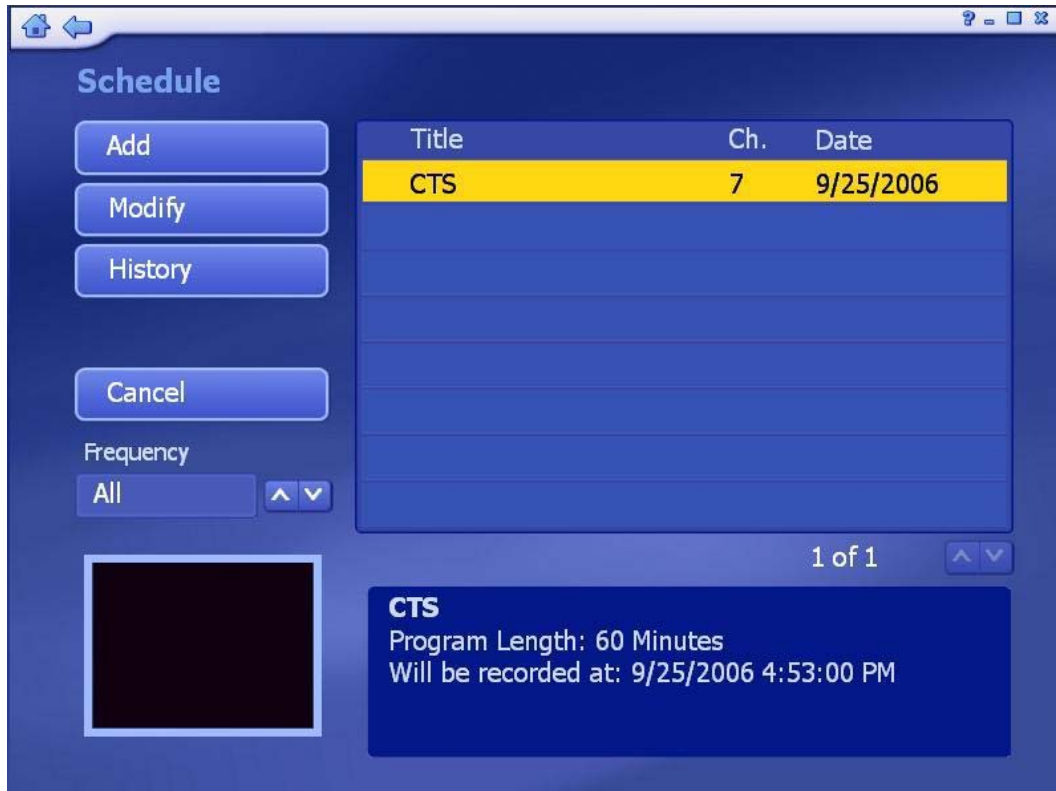 Schedule
Add
Modify
History
Cancel
Frequency
All
Title Ch. Date
CTS 7 9/25/2006
1 of 1
CTS
Program Length: 60 Minutes
Will be recorded at: 9/25/2006 4:53:00 PM